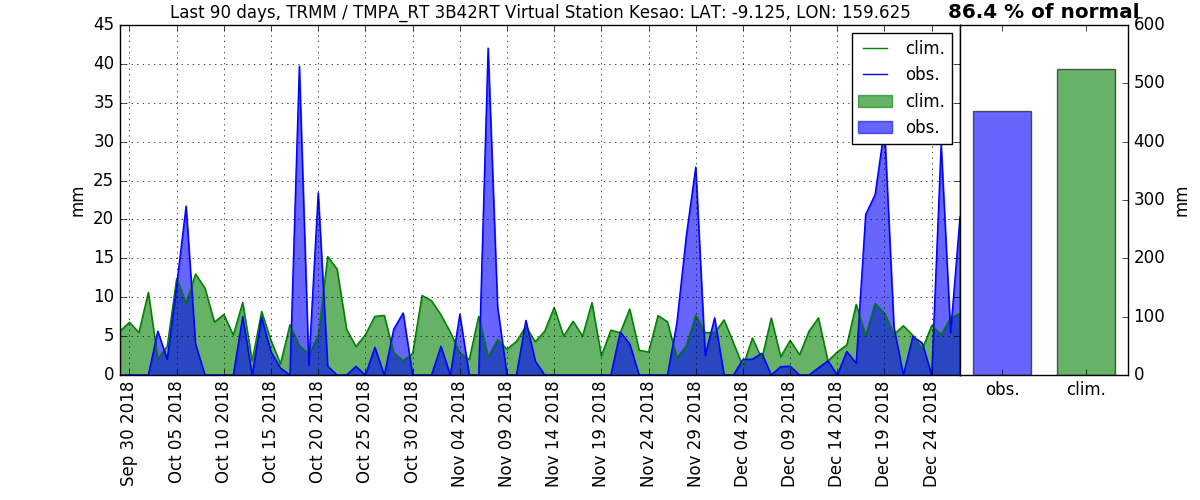 Last 90 days, TRMM / TMPA_RT 3B42RT Virtual Station Kesao: LAT: -9.125, LON: 159.625
86.4 % of normal
45
40
35
30
25
20
15
10
5
0
mm
clim.
obs.
clim.
obs.
600
500
400
300
200
100
0
mm
obs.
clim.
Sep 30 2018
Oct 05 2018
Oct 10 2018
Oct 15 2018
Oct 20 2018
Oct 25 2018
Oct 30 2018
Nov 04 2018
Nov 09 2018
Nov 14 2018
Nov 19 2018
Nov 24 2018
Nov 29 2018
Dec 04 2018
Dec 09 2018
Dec 14 2018
Dec 19 2018
Dec 24 2018